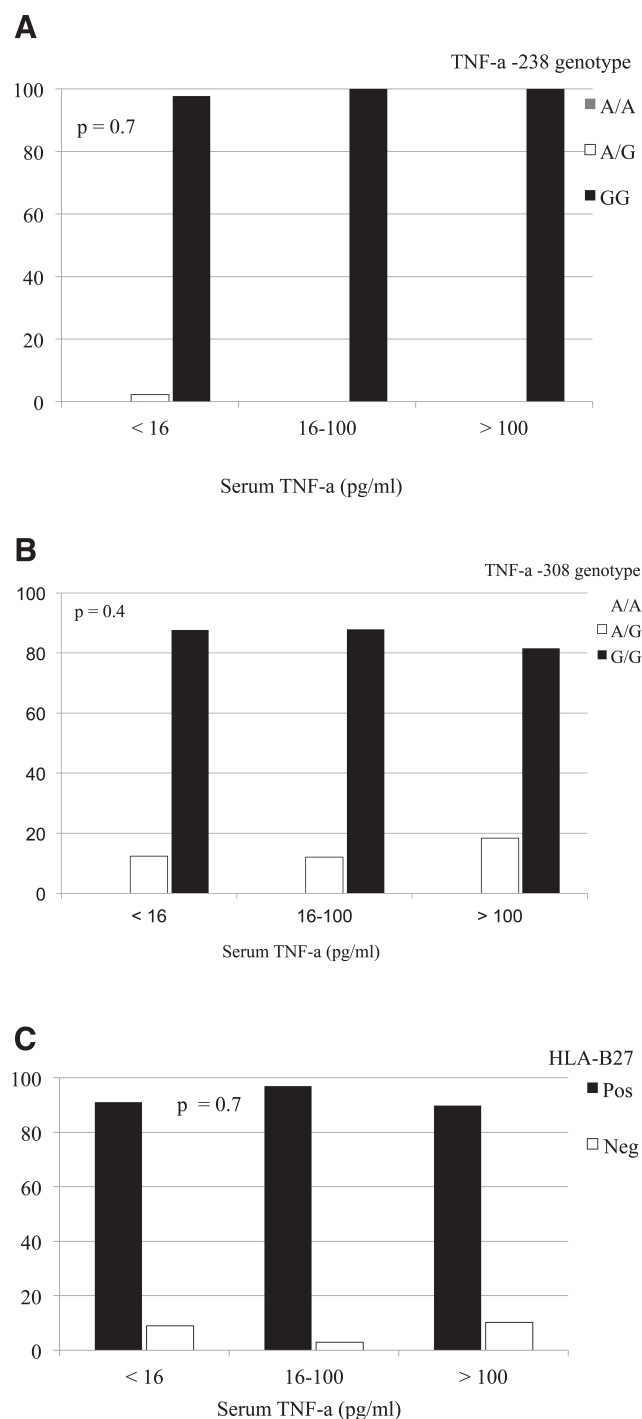 A
TNF-a -238 genotype
100
80
60
40
20
0
p = 0.7
A/A
A/G
GG
< 16
16-100
> 100
Serum TNF-a (pg/ml)
B
TNF-a -308 genotype
100
80
60
40
20
0
p = 0.4
A/A
A/G
G/G
< 16
16-100
> 100
Serum TNF-a (pg/ml)
C
HLA-B27
100
80
60
40
20
0
p = 0.7
Pos
Neg
< 16
16-100
> 100
Serum TNF-a (pg/ml)